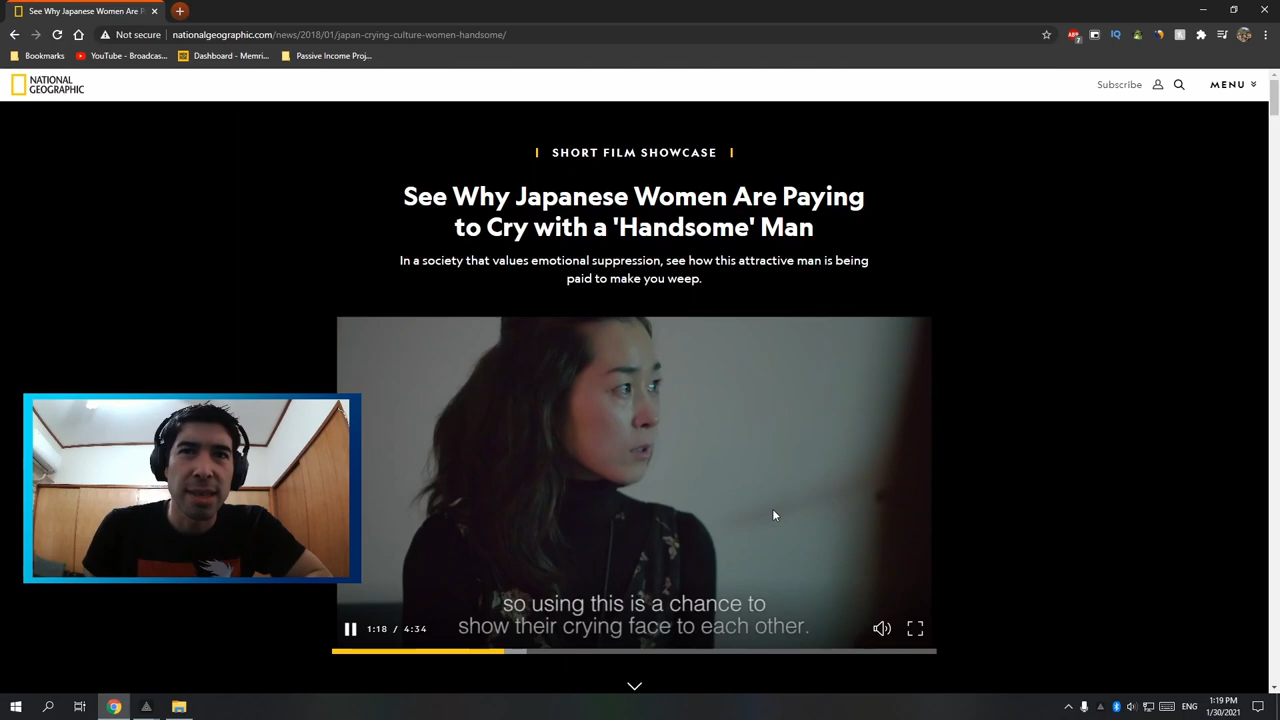 See Why Japanese Women Are P
Not secure
nationalgeographic.com/news/2018/01/japan-crying-culture-women-handsome/
ABP
7
IQ
Bookmarks
YouTube - Broadcas...
Dashboard - Memri...
Passive Income Proj...
NATIONAL
GEOGRAPHIC
Subscribe
MENU
SHORT FILM SHOWCASE
See Why Japanese Women Are Paying
to Cry with a 'Handsome' Man
In a society that values emotional suppression, see how this attractive man is being
paid to make you weep.
so using this is a chance to
show their crying face to each other.
1:18 / 4:34
ENG
1:19 PM
1/30/2021